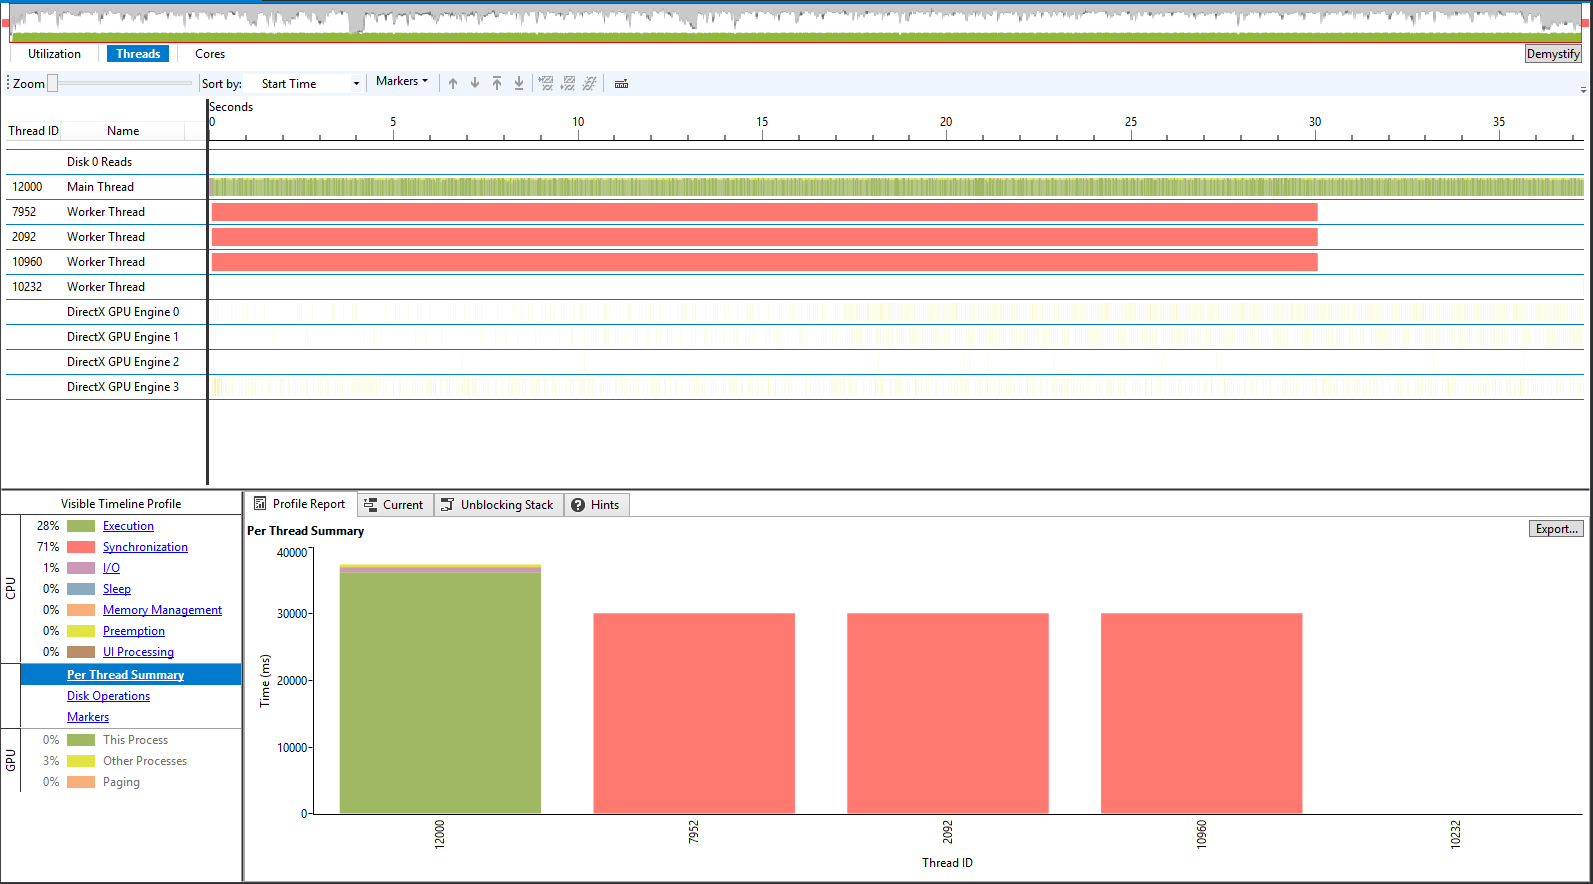 Utilization Threads Cores Demystify
Zoom Sort by: Start Time Markers
Seconds
0 5 10 15 20 25 30 35
Thread ID Name
Disk 0 Reads
12000 Main Thread
7952 Worker Thread
2092 Worker Thread
10960 Worker Thread
10232 Worker Thread
DirectX GPU Engine 0
DirectX GPU Engine 1
DirectX GPU Engine 2
DirectX GPU Engine 3
Visible Timeline Profile
CPU
28% Execution
71% Synchronization
1% I/O
0% Sleep
0% Memory Management
0% Preemption
0% UI Processing
Per Thread Summary
Disk Operations
Markers
GPU
0% This Process
3% Other Processes
0% Paging
Profile Report Current Unblocking Stack Hints
Per Thread Summary Export...
Time (ms)
40000
30000
20000
10000
0
12000 7952 2092 10960 10232
Thread ID